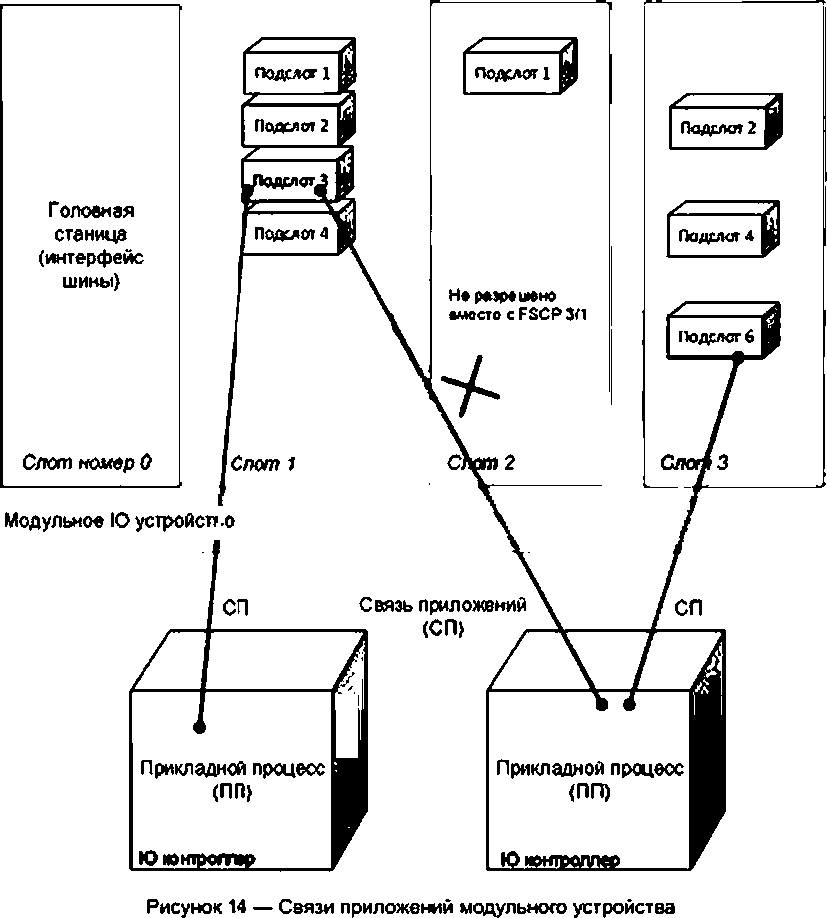 Подслот 1
Подслот 2
Подслот 3
Подслот 4
Подслот 1
Подслот 2
Подслот 4
Подслот 6
Головная
станица
(интерфейс
шины)
Не разрешено
вместо с FSCP 3/1
Слот номер 0
Слот 1
Слот 2
Слот 3
Модульное IO устройство
СП
Связь приложений
(СП)
СП
Прикладной процесс
(ПП)
IO контроллер
Прикладной процесс
(ПП)
IO контроллер
Рисунок 14 — Связи приложений модульного устройства